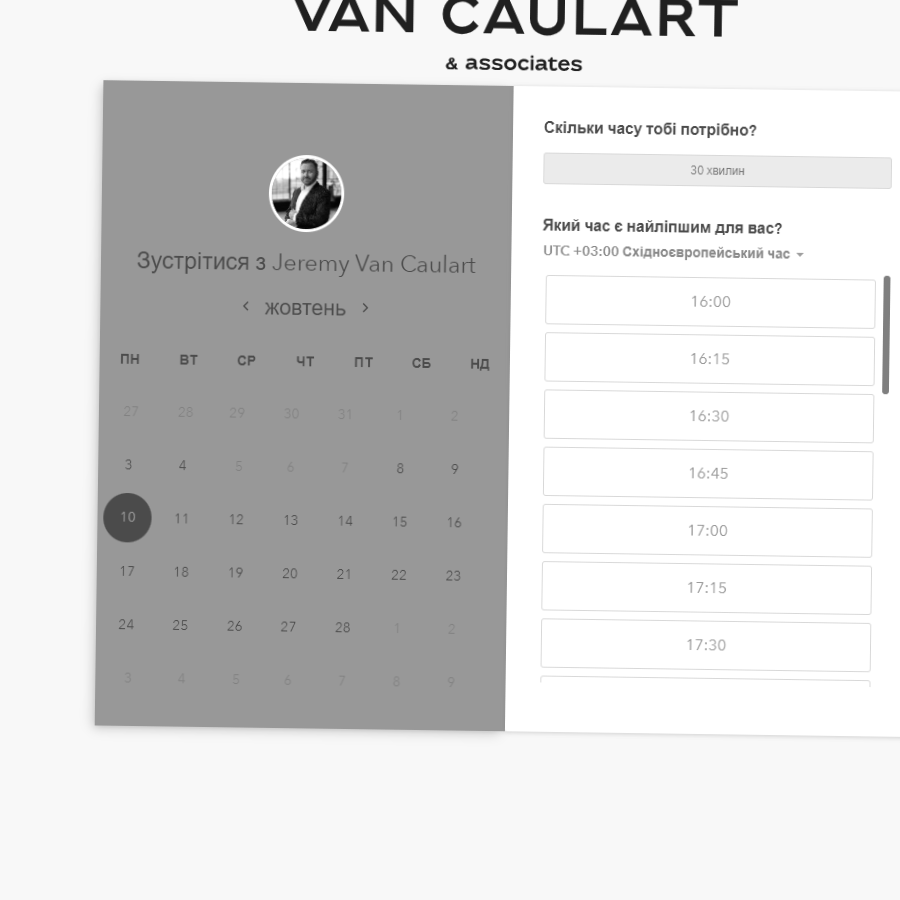 VAN CAULART
& associates
Зустрітися з Jeremy Van Caulart
жовтень
ПН ВТ СР ЧТ ПТ СБ НД
27 28 29 30 31 1 2
3 4 5 6 7 8 9
10 11 12 13 14 15 16
17 18 19 20 21 22 23
24 25 26 27 28 1 2
3 4 5 6 7 8 9
Скільки часу тобі потрібно?
30 хвилин
Який час є найліпшим для вас?
UTC +03:00 Східноєвропейський час
16:00
16:15
16:30
16:45
17:00
17:15
17:30